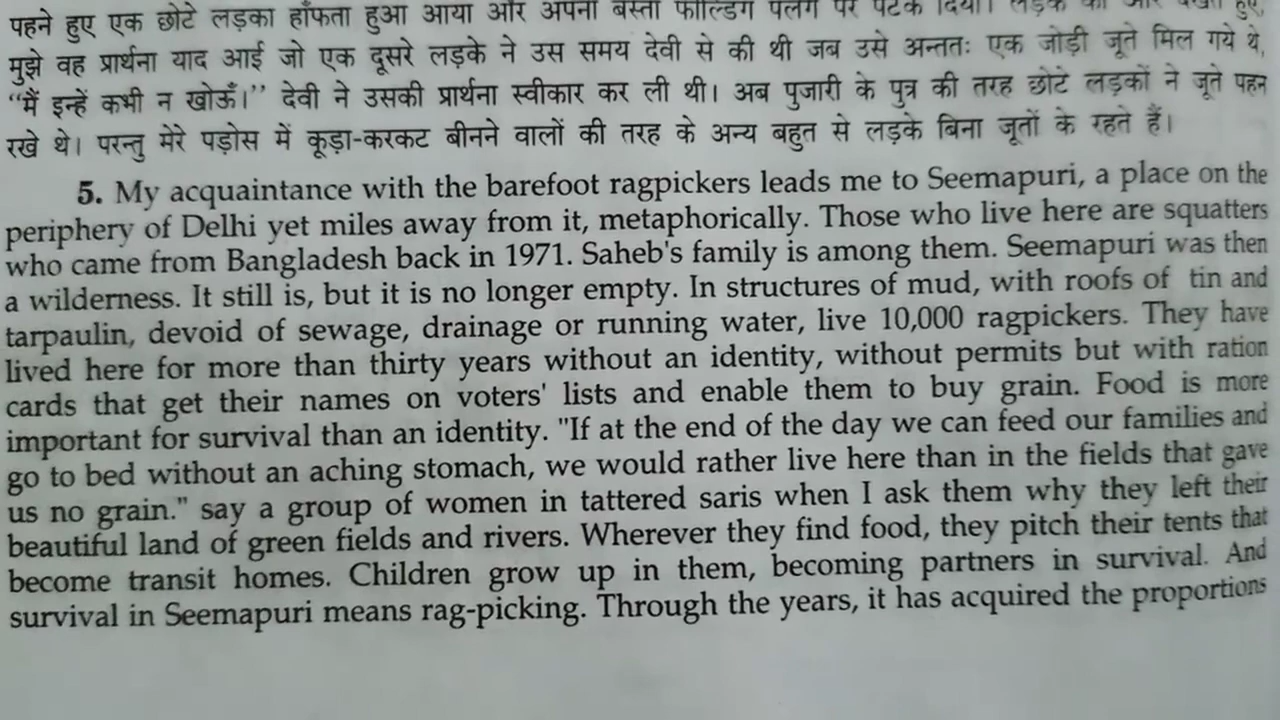 पहने हुए एक छोटे लड़का हाँफता हुआ आया और अपना बस्ता फोल्डिंग पलंग पर पटक दिया। लड़के की ओर देखते हुए,
मुझे वह प्रार्थना याद आई जो एक दूसरे लड़के ने उस समय देवी से की थी जब उसे अन्ततः एक जोड़ी जूते मिल गये थे,
“मैं इन्हें कभी न खोऊँ।” देवी ने उसकी प्रार्थना स्वीकार कर ली थी। अब पुजारी के पुत्र की तरह छोटे लड़कों ने जूते पहन
रखे थे। परन्तु मेरे पड़ोस में कूड़ा-करकट बीनने वालों की तरह के अन्य बहुत से लड़के बिना जूतों के रहते हैं।
5. My acquaintance with the barefoot ragpickers leads me to Seemapuri, a place on the
periphery of Delhi yet miles away from it, metaphorically. Those who live here are squatters
who came from Bangladesh back in 1971. Saheb's family is among them. Seemapuri was then
a wilderness. It still is, but it is no longer empty. In structures of mud, with roofs of tin and
tarpaulin, devoid of sewage, drainage or running water, live 10,000 ragpickers. They have
lived here for more than thirty years without an identity, without permits but with ration
cards that get their names on voters' lists and enable them to buy grain. Food is more
important for survival than an identity. "If at the end of the day we can feed our families and
go to bed without an aching stomach, we would rather live here than in the fields that gave
us no grain." say a group of women in tattered saris when I ask them why they left their
beautiful land of green fields and rivers. Wherever they find food, they pitch their tents that
become transit homes. Children grow up in them, becoming partners in survival. And
survival in Seemapuri means rag-picking. Through the years, it has acquired the proportions